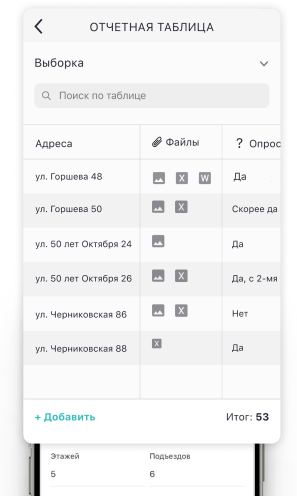 ОТЧЕТНАЯ ТАБЛИЦА
Выборка
Поиск по таблице
Адреса Файлы ? Опрос
ул. Горшева 48 X W Да
ул. Горшева 50 X Скорее да
ул. 50 лет Октября 24 Да
ул. 50 лет Октября 26 X Да, с 2-мя
ул. Черниковская 86 X Нет
ул. Черниковская 88 X Да
+ Добавить Итог: 53
Этажей Подъездов
5 6